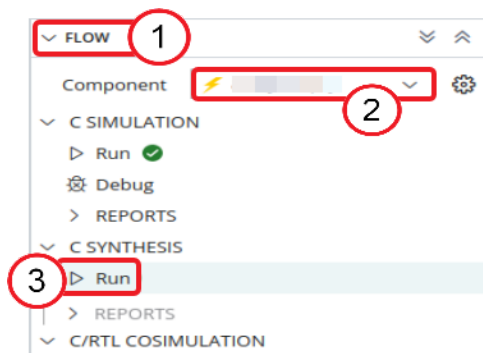 FLOW 1
Component 2
C SIMULATION
Run
Debug
REPORTS
C SYNTHESIS
3 Run
REPORTS
C/RTL COSIMULATION